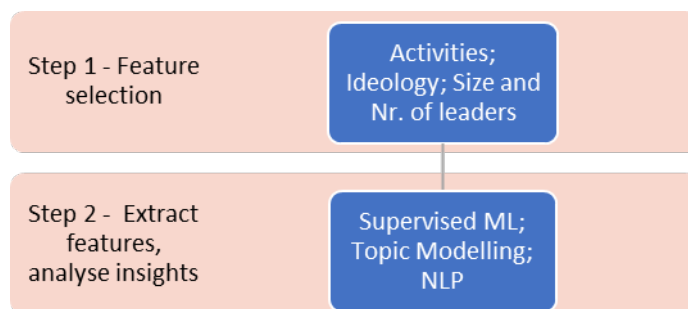 Step 1 - Feature
selection
Activities;
Ideology; Size and
Nr. of leaders
Step 2 -  Extract
features,
analyse insights
Supervised ML;
Topic Modelling;
NLP